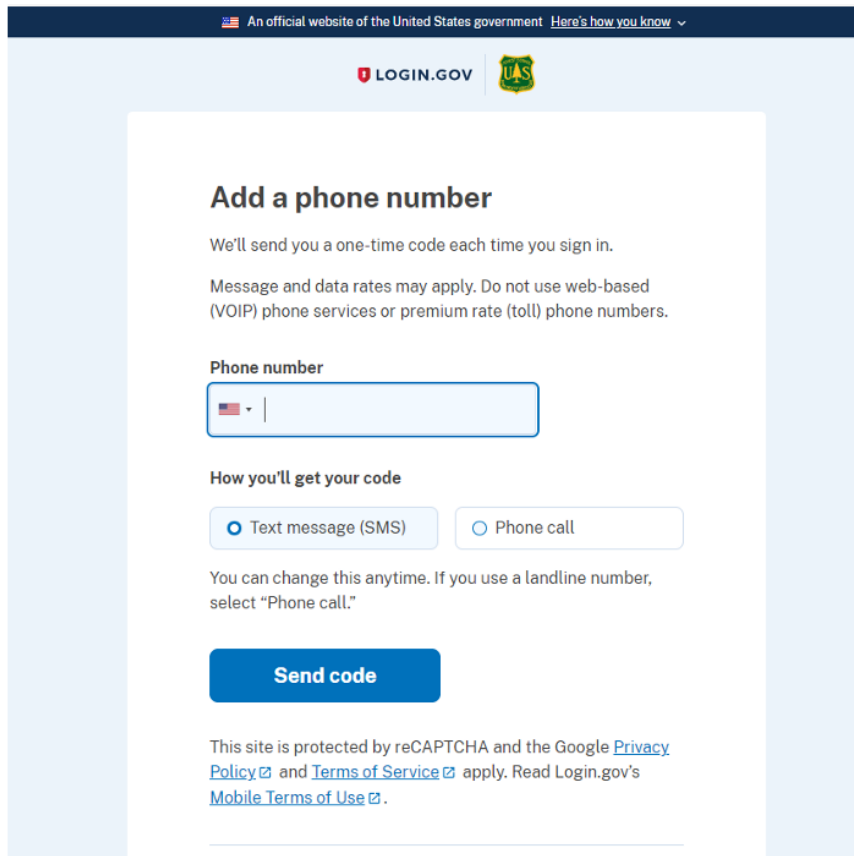 An official website of the United States government Here's how you know
LOGIN.GOV
UAS
Add a phone number
We'll send you a one-time code each time you sign in.
Message and data rates may apply. Do not use web-based
(VOIP) phone services or premium rate (toll) phone numbers.
Phone number
How you'll get your code
Text message (SMS) Phone call
You can change this anytime. If you use a landline number,
select “Phone call.”
Send code
This site is protected by reCAPTCHA and the Google Privacy
Policy and Terms of Service apply. Read Login.gov's
Mobile Terms of Use.